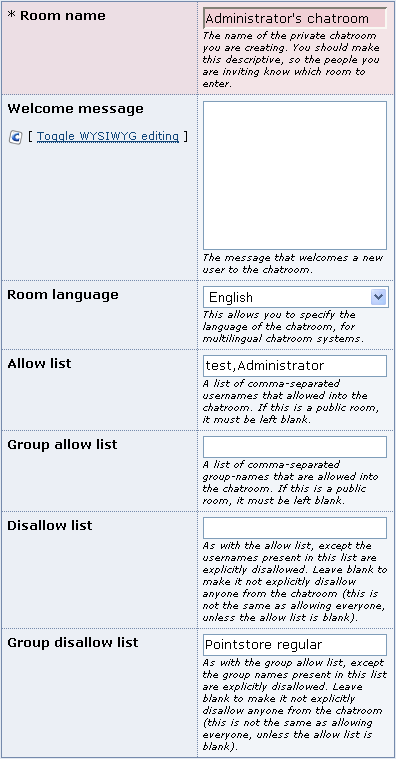 * Room name
Administrator's chatroom
The name of the private chatroom
you are creating. You should make
this descriptive, so the people you
are inviting know which room to
enter.
Welcome message
[ Toggle WYSIWYG editing ]
The message that welcomes a new
user to the chatroom.
Room language
English
This allows you to specify the
language of the chatroom, for
multilingual chatroom systems.
Allow list
test,Administrator
A list of comma-separated
usernames that allowed into the
chatroom. If this is a public room,
it must be left blank.
Group allow list
A list of comma-separated
group-names that are allowed into
the chatroom. If this is a public
room, it must be left blank.
Disallow list
As with the allow list, except the
usernames present in this list are
explicitly disallowed. Leave blank to
make it not explicitly disallow
anyone from the chatroom (this is
not the same as allowing everyone,
unless the allow list is blank).
Group disallow list
Pointstore regular
As with the group allow list, except
the group names present in this list
are explicitly disallowed. Leave
blank to make it not explicitly
disallow anyone from the chatroom
(this is not the same as allowing
everyone, unless the allow list is
blank).